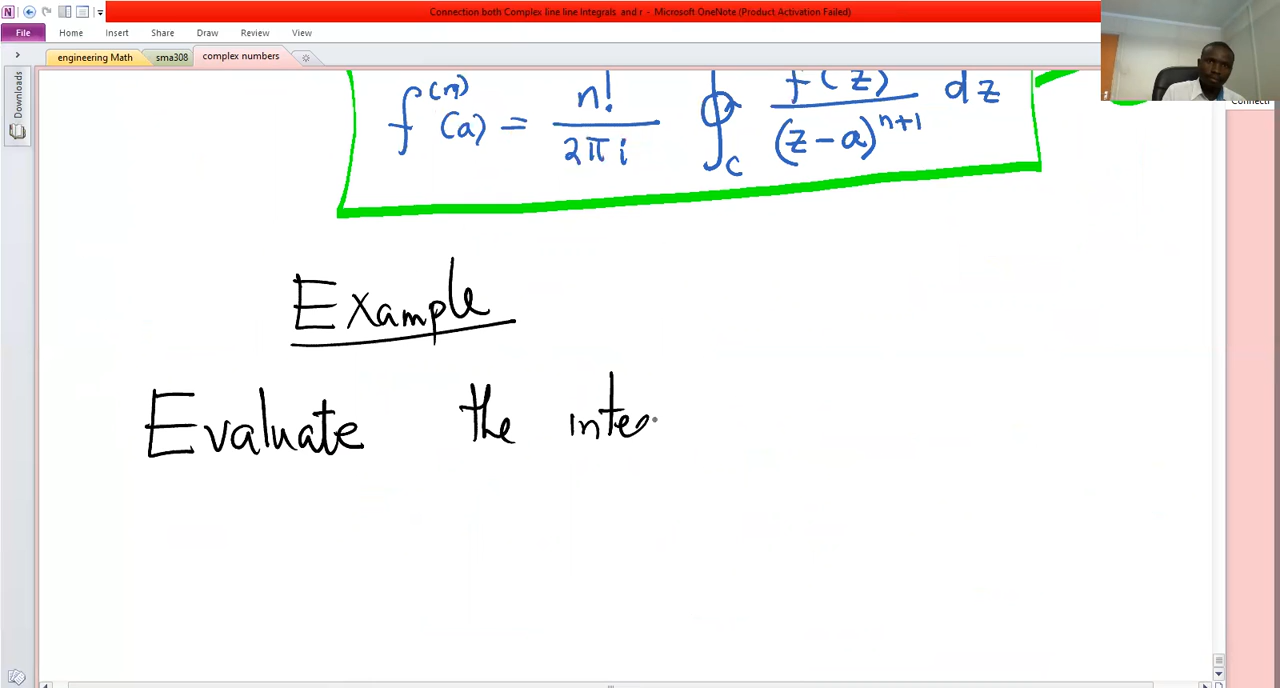 Connection both Complex line line Integrals and r - Microsoft OneNote (Product Activation Failed)
File Home Insert Share Draw Review View
engineering Math sma308 complex numbers
Downloads
Connecti
f^(n)(a) = n!/(2πi) ∮_C f(z)/(z-a)^(n+1) dz
Example
Evaluate the inte